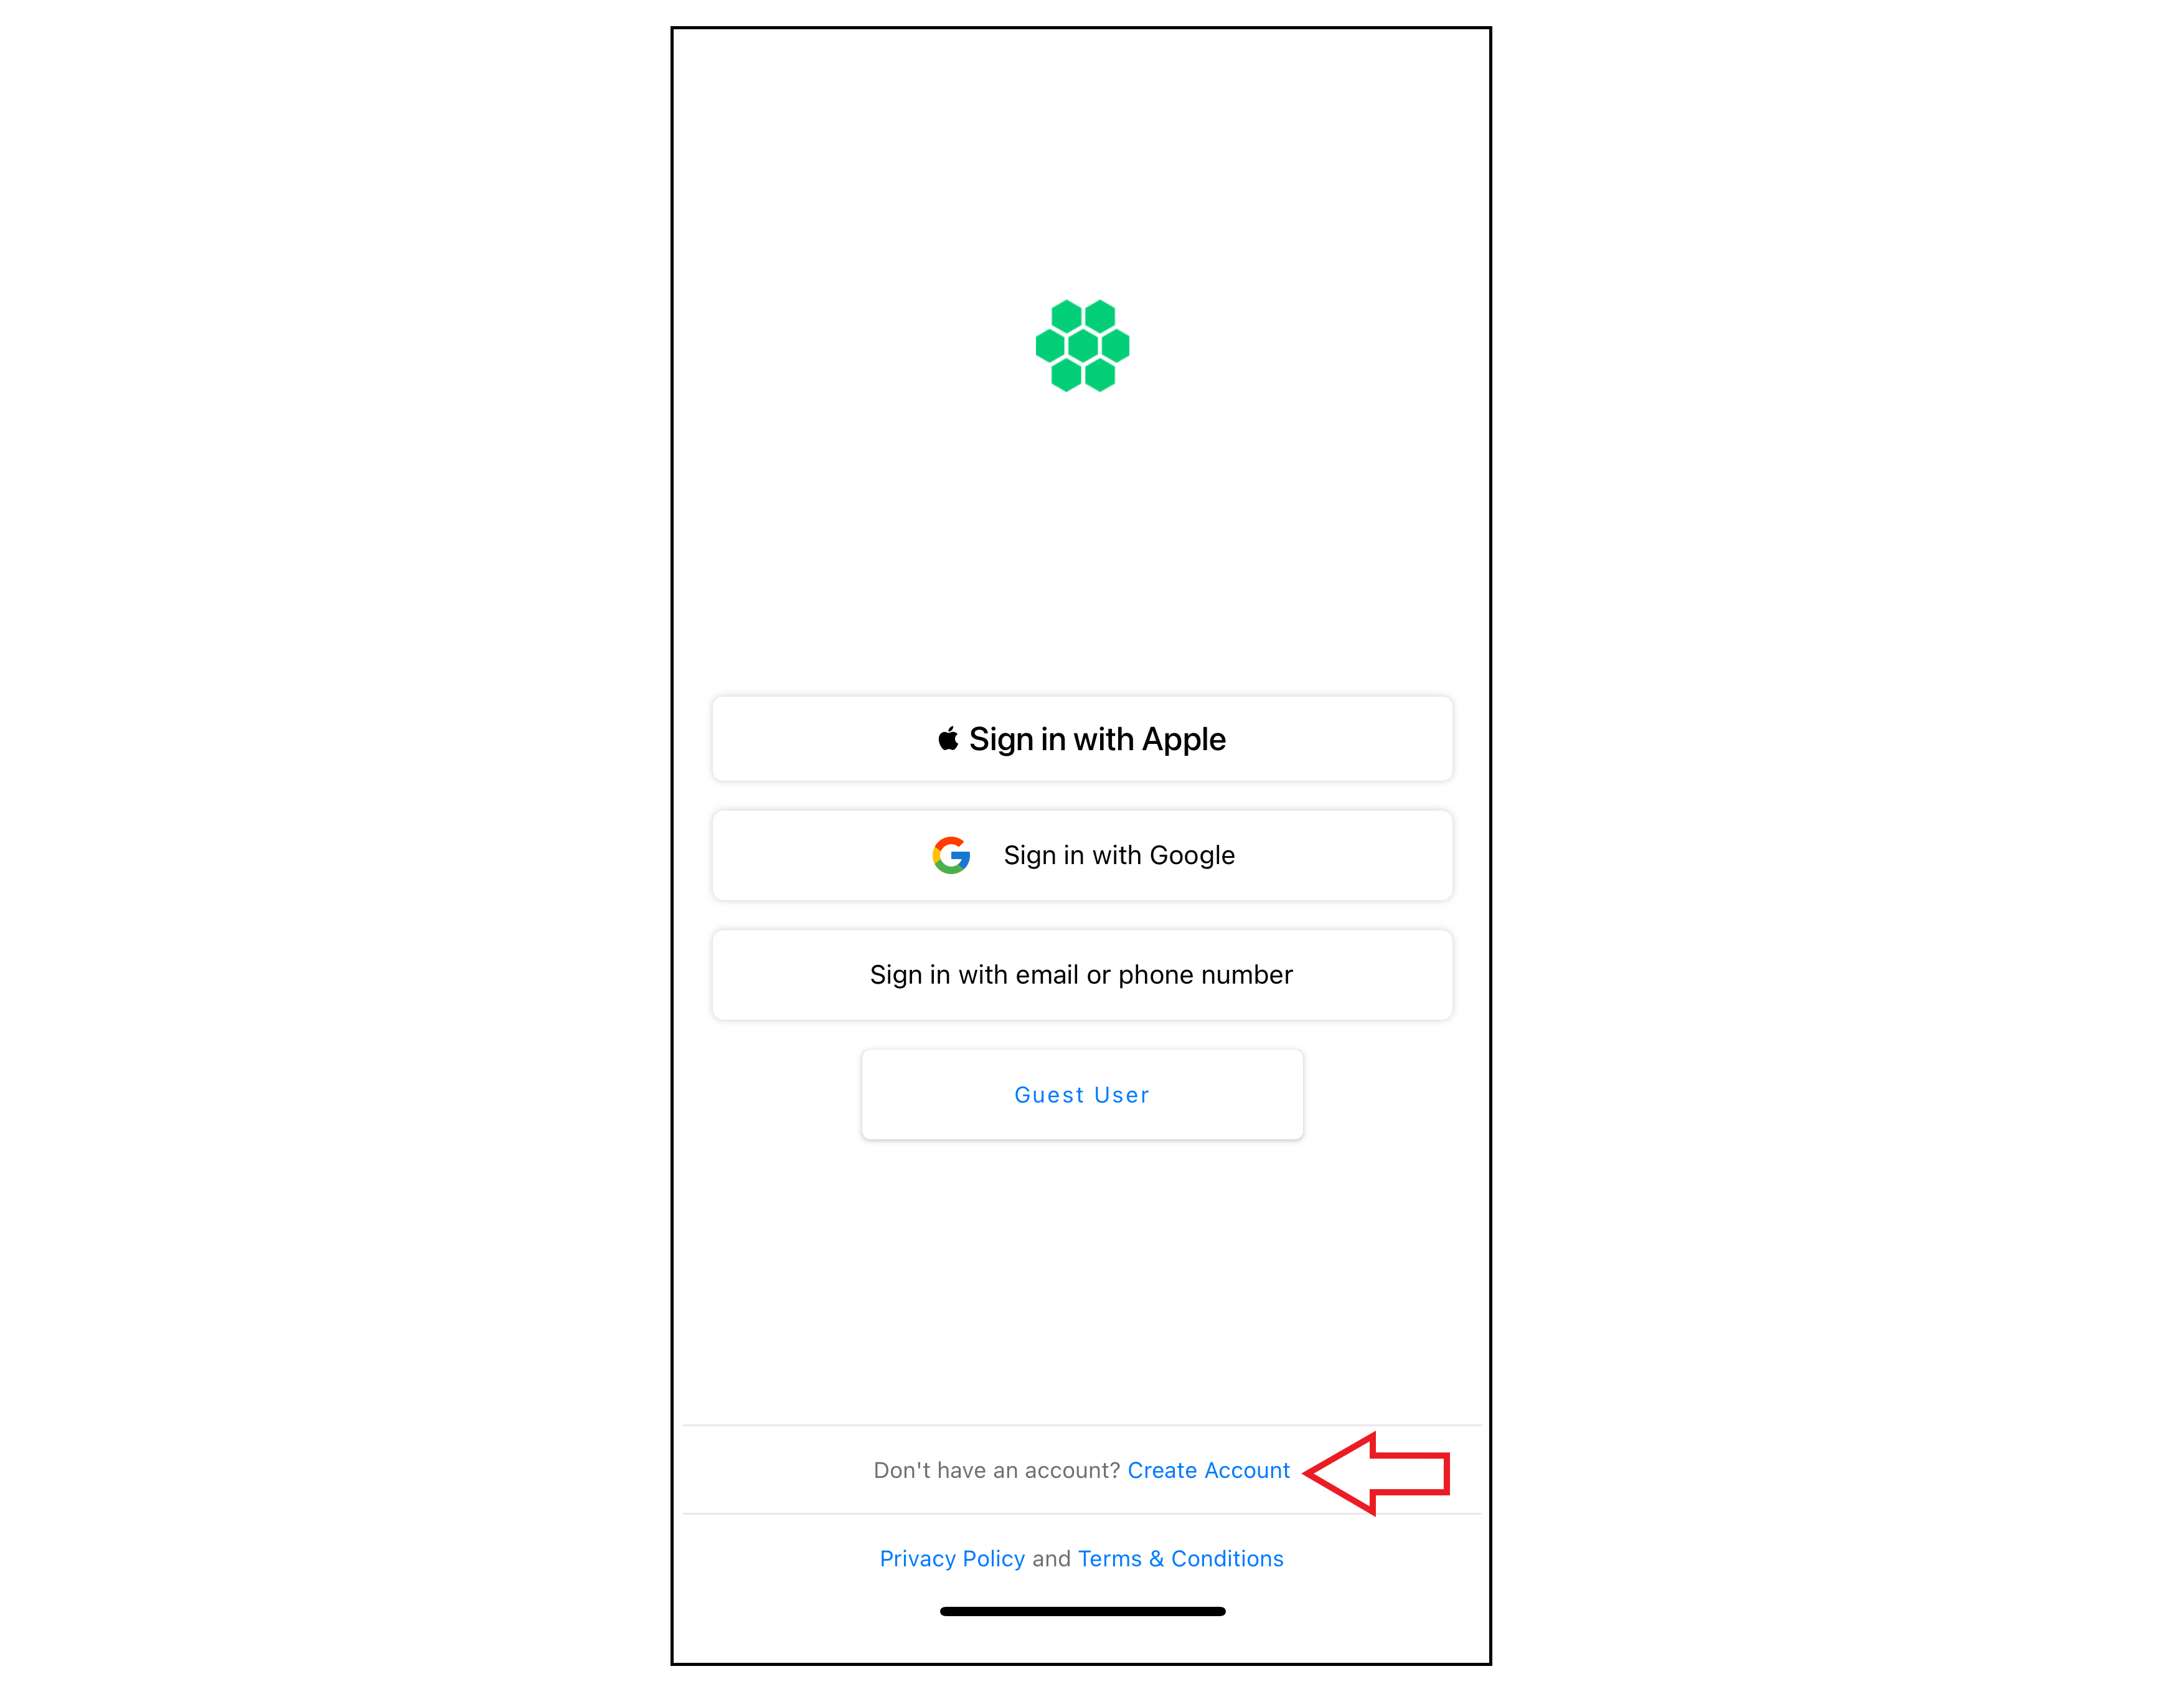 Sign in with Apple
Sign in with Google
Sign in with email or phone number
Guest User
Don't have an account? Create Account
Privacy Policy and Terms & Conditions